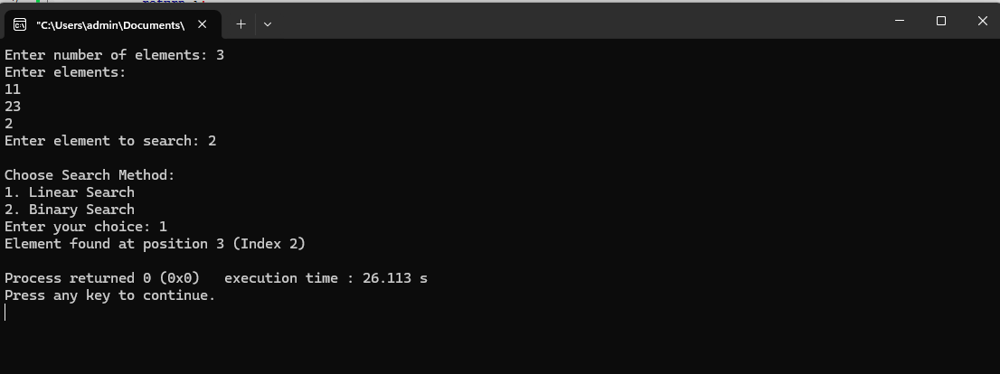 "C:\Users\admin\Documents\
Enter number of elements: 3
Enter elements:
11
23
2
Enter element to search: 2
Choose Search Method:
1. Linear Search
2. Binary Search
Enter your choice: 1
Element found at position 3 (Index 2)
Process returned 0 (0x0)   execution time : 26.113 s
Press any key to continue.